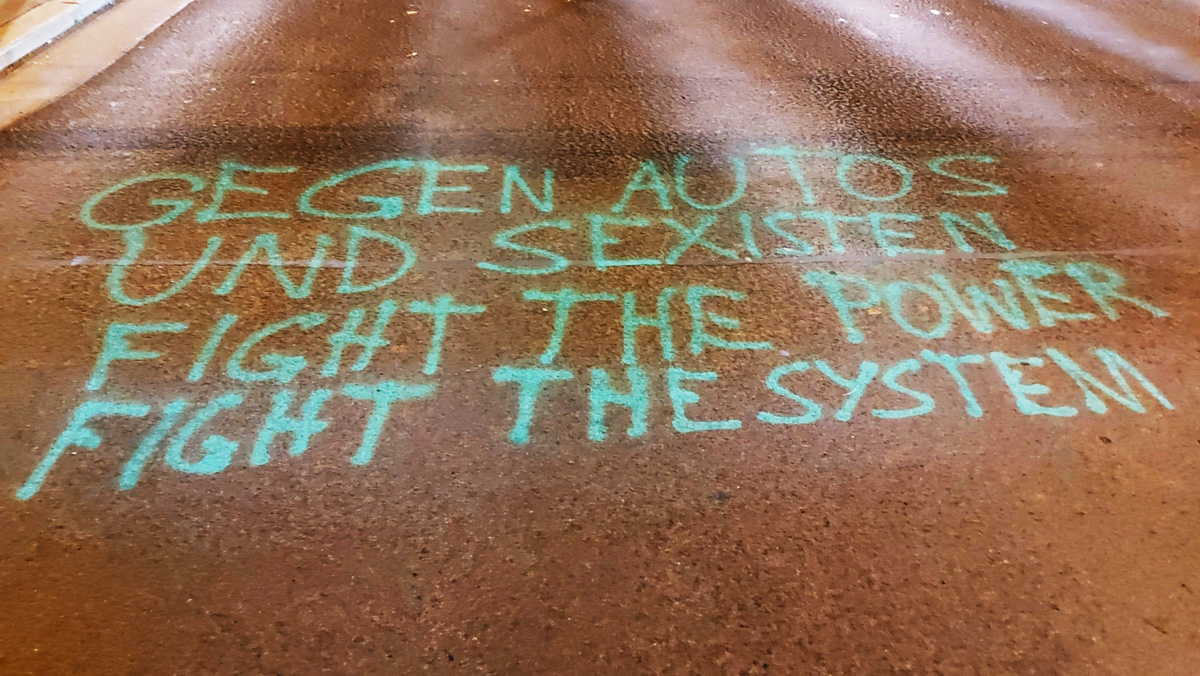 GEGEN AUTOS
UND SEXISTEN
FIGHT THE POWER
FIGHT THE SYSTEM